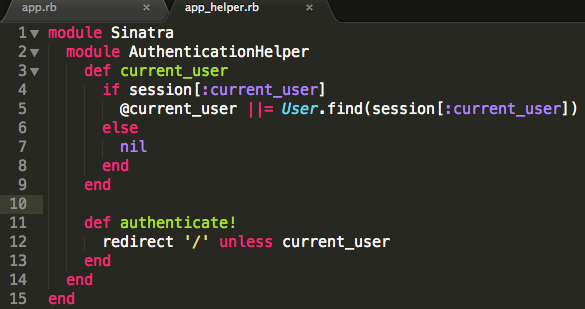 app.rb × app_helper.rb ×
1 module Sinatra
2 module AuthenticationHelper
3 def current_user
4 if session[:current_user]
5 @current_user ||= User.find(session[:current_user])
6 else
7 nil
8 end
9 end
10
11 def authenticate!
12 redirect '/' unless current_user
13 end
14 end
15 end